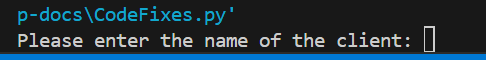 p-docs\CodeFixes.py'
Please enter the name of the client: